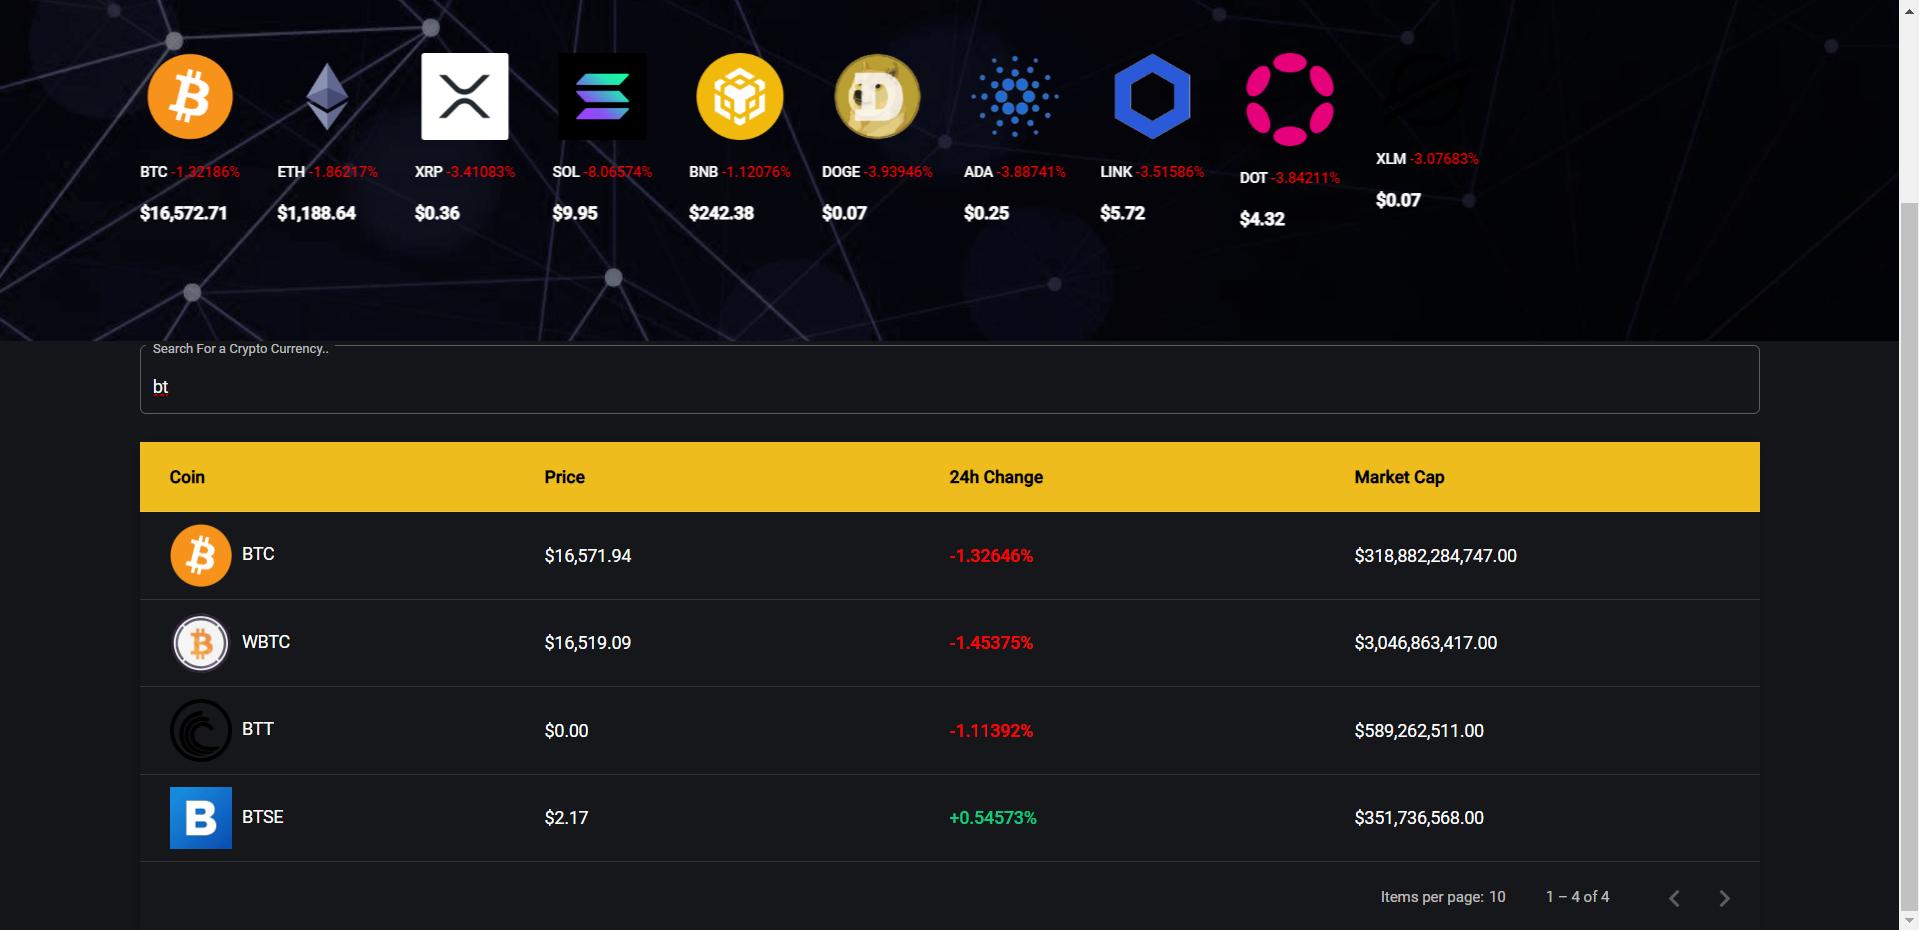 BTC -1.32186%
$16,572.71
ETH -1.86217%
$1,188.64
XRP -3.41083%
$0.36
SOL -8.06574%
$9.95
BNB -1.12076%
$242.38
DOGE -3.93946%
$0.07
ADA -3.88741%
$0.25
LINK -3.51586%
$5.72
DOT -3.84211%
$4.32
XLM -3.07683%
$0.07
Search For a Crypto Currency..
bt
Coin Price 24h Change Market Cap
BTC $16,571.94 -1.32646% $318,882,284,747.00
WBTC $16,519.09 -1.45375% $3,046,863,417.00
BTT $0.00 -1.11392% $589,262,511.00
BTSE $2.17 +0.54573% $351,736,568.00
Items per page: 10 1 – 4 of 4